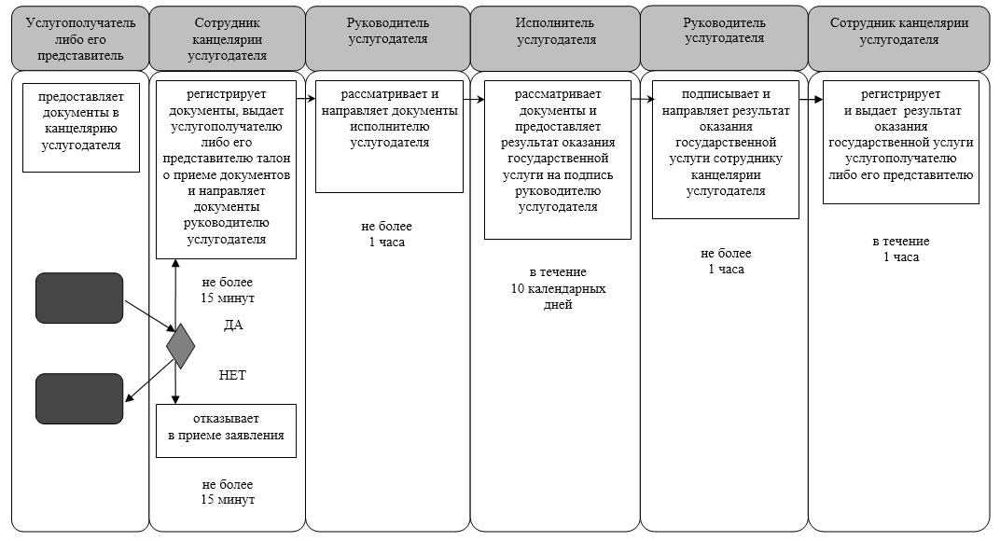 Услугополучатель
либо его
представитель
Сотрудник
канцелярии
услугодателя
Руководитель
услугодателя
Исполнитель
услугодателя
Руководитель
услугодателя
Сотрудник канцелярии
услугодателя
предоставляет
документы в
канцелярию
услугодателя
регистрирует
документы, выдает
услугополучателю
либо его
представителю талон
о приеме документов
и направляет
документы
руководителю
услугодателя
не более
15 минут
ДА
НЕТ
отказывает
в приеме заявления
не более
15 минут
рассматривает и
направляет документы
исполнителю
услугодателя
не более
1 часа
рассматривает
документы и
предоставляет
результат оказания
государственной
услуги на подпись
руководителю
услугодателя
в течение
10 календарных
дней
подписывает и
направляет результат
оказания
государственной
услуги сотруднику
канцелярии
услугодателя
не более
1 часа
регистрирует
и выдает результат
оказания
государственной услуги
услугополучателю
либо его представителю
в течение
1 часа